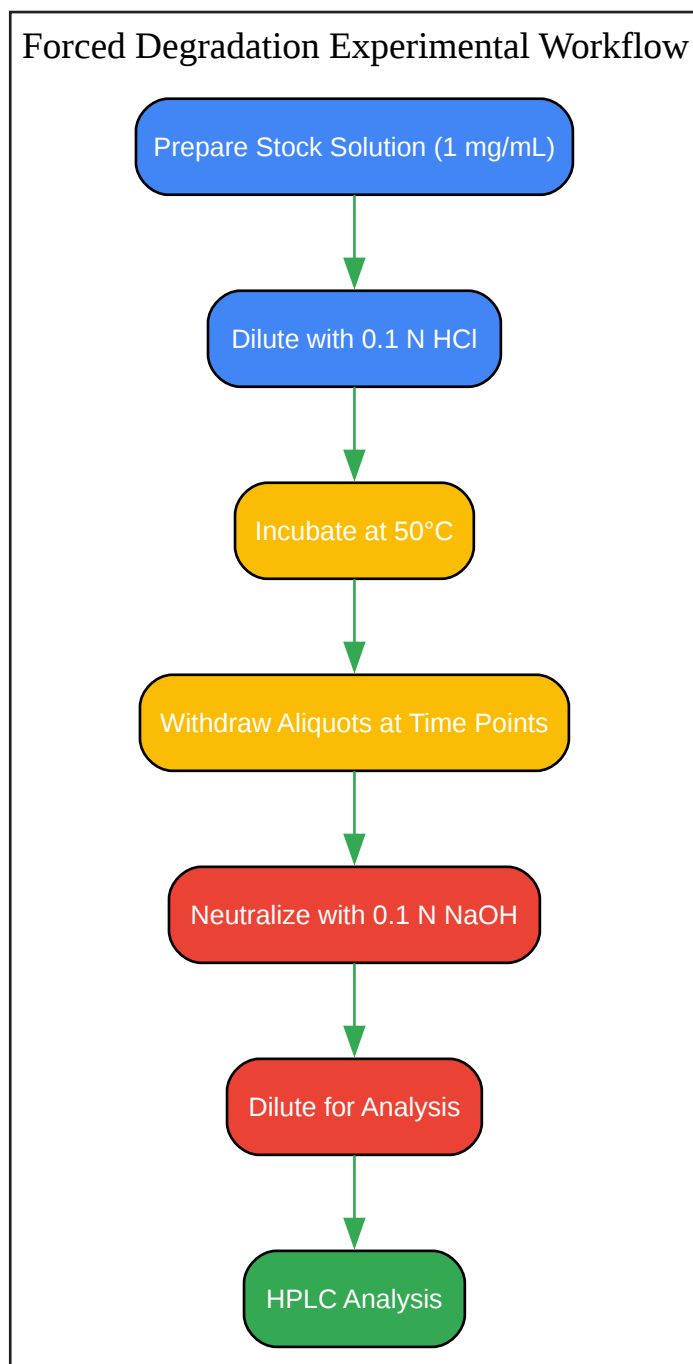 Forced Degradation Experimental Workflow
Prepare Stock Solution (1 mg/mL)
Dilute with 0.1 N HCl
Incubate at 50°C
Withdraw Aliquots at Time Points
Neutralize with 0.1 N NaOH
Dilute for Analysis
HPLC Analysis